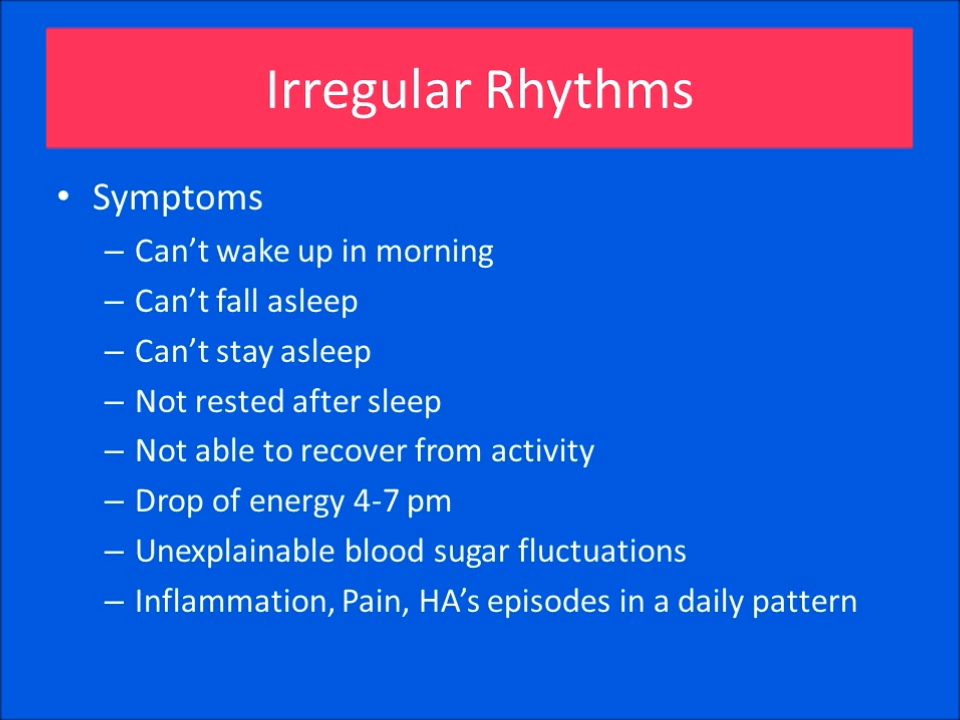 Irregular Rhythms
• Symptoms
– Can’t wake up in morning
– Can’t fall asleep
– Can’t stay asleep
– Not rested after sleep
– Not able to recover from activity
– Drop of energy 4-7 pm
– Unexplainable blood sugar fluctuations
– Inflammation, Pain, HA’s episodes in a daily pattern